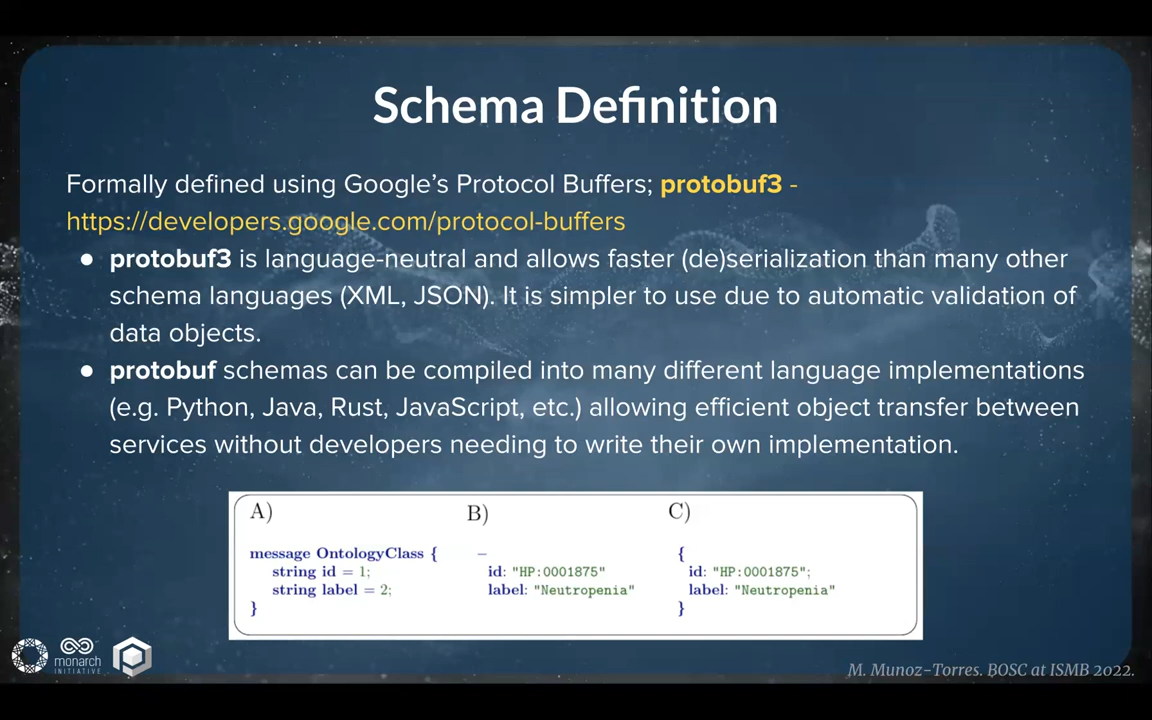 Schema Definition
Formally defined using Google’s Protocol Buffers; protobuf3 -
https://developers.google.com/protocol-buffers
● protobuf3 is language-neutral and allows faster (de)serialization than many other
schema languages (XML, JSON). It is simpler to use due to automatic validation of
data objects.
● protobuf schemas can be compiled into many different language implementations
(e.g. Python, Java, Rust, JavaScript, etc.) allowing efficient object transfer between
services without developers needing to write their own implementation.
A)
message OntologyClass {
string id = 1;
string label = 2;
}
B)
–
id: "HP:0001875"
label: "Neutropenia"
C)
{
id: "HP:0001875";
label: "Neutropenia"
}
monarch
INITIATIVE
M. Munoz-Torres. BOSC at ISMB 2022.